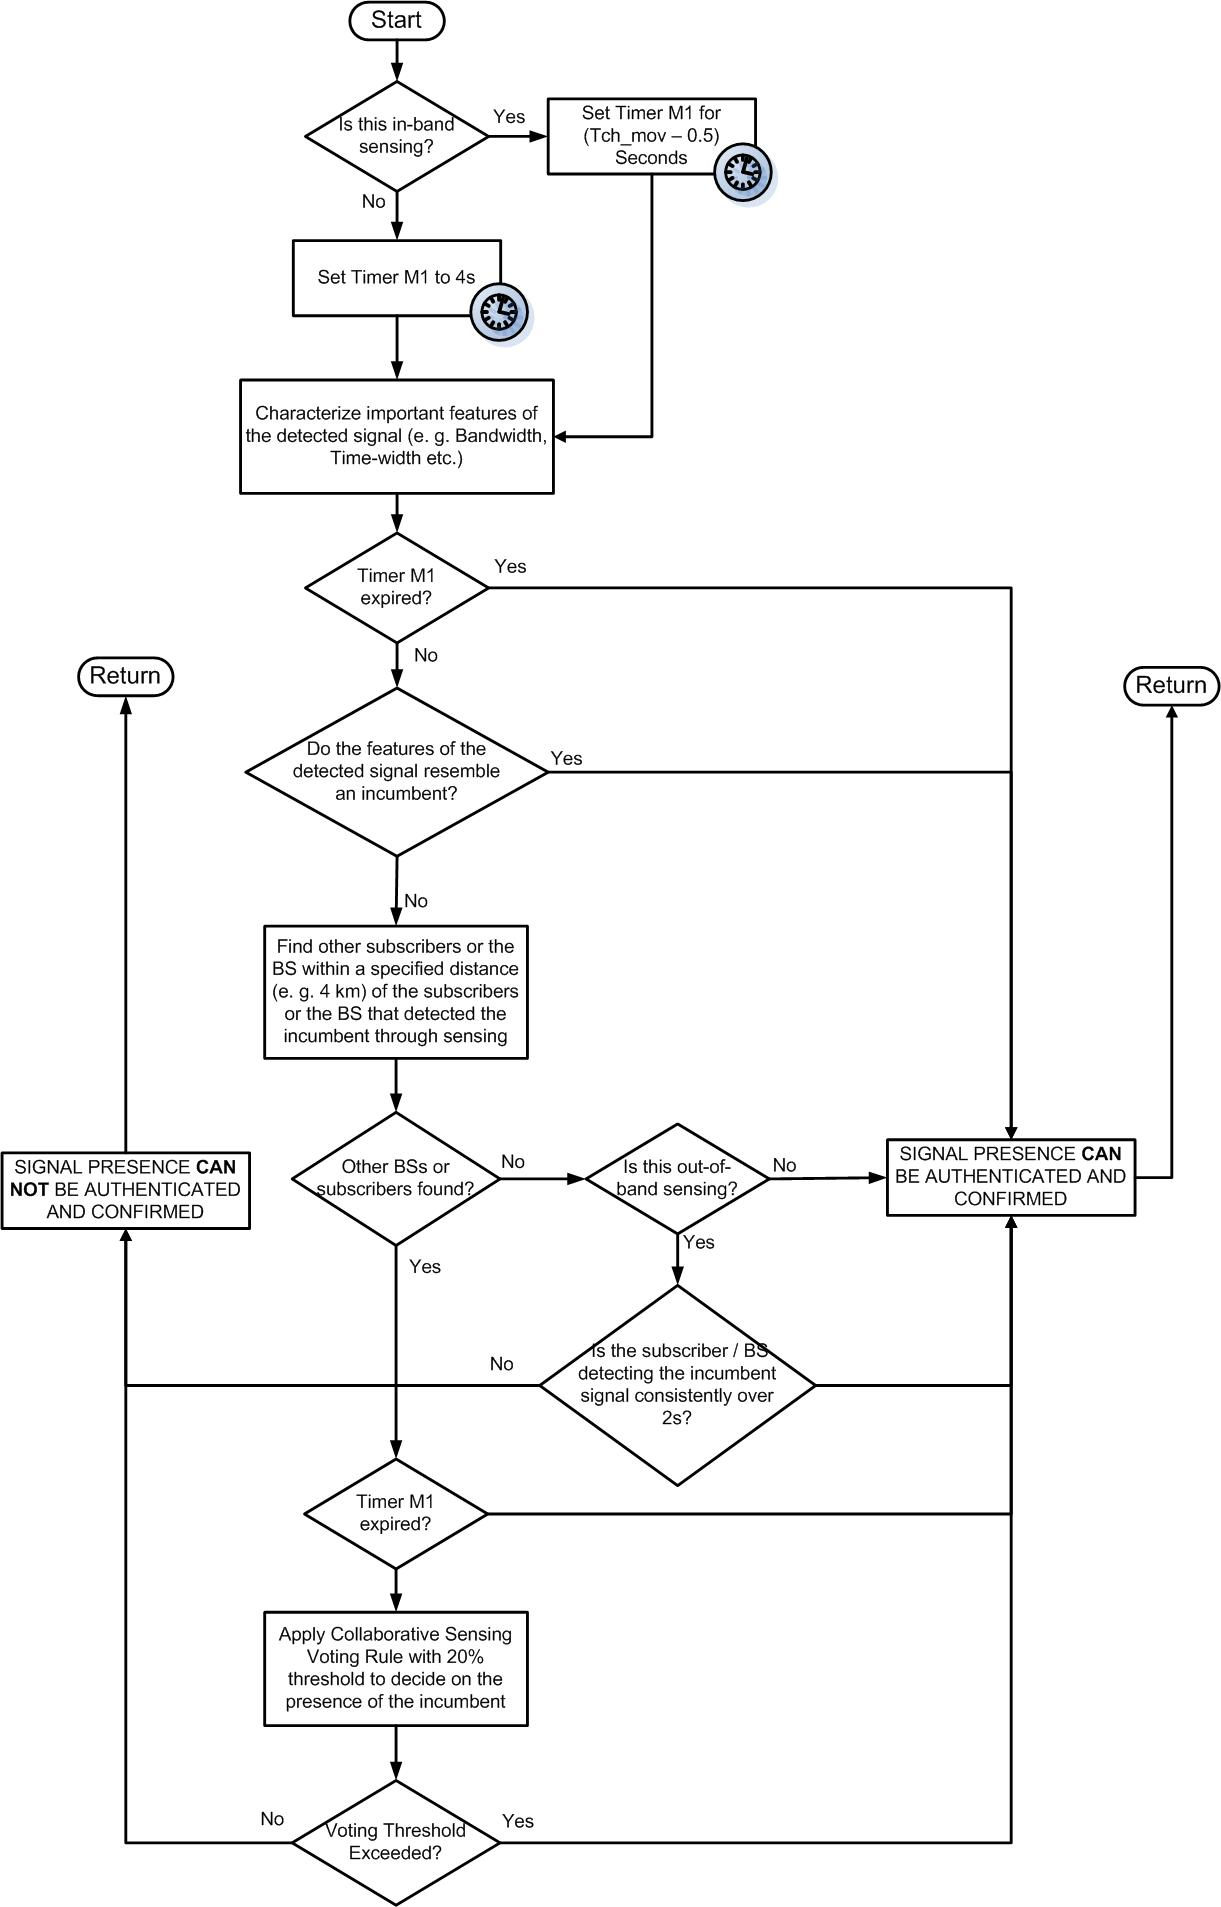 Start
Is this in-band
sensing?
Yes
Set Timer M1 for
(Tch_mov – 0.5)
Seconds
No
Set Timer M1 to 4s
Characterize important features of
the detected signal (e. g. Bandwidth,
Time-width etc.)
Timer M1
expired?
Yes
No
Return
Return
Do the features of the
detected signal resemble
an incumbent?
Yes
No
Find other subscribers or the
BS within a specified distance
(e. g. 4 km) of the subscribers
or the BS that detected the
incumbent through sensing
SIGNAL PRESENCE CAN
NOT BE AUTHENTICATED
AND CONFIRMED
Other BSs or
subscribers found?
No
Is this out-of-
band sensing?
No
SIGNAL PRESENCE CAN
BE AUTHENTICATED AND
CONFIRMED
Yes
Yes
No
Is the subscriber / BS
detecting the incumbent
signal consistently over
2s?
Timer M1
expired?
Apply Collaborative Sensing
Voting Rule with 20%
threshold to decide on the
presence of the incumbent
No
Voting Threshold
Exceeded?
Yes